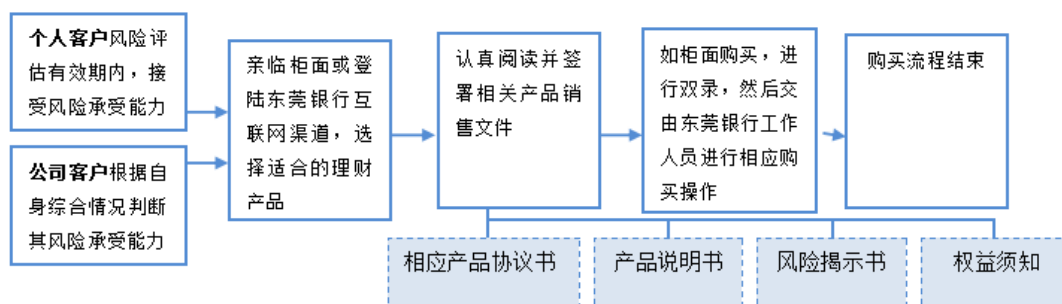 个人客户风险评
估有效期内，接
受风险承受能力
公司客户根据自
身综合情况判断
其风险承受能力
亲临柜面或登
陆东莞银行互
联网渠道，选
择适合的理财
产品
认真阅读并签
署相关产品销
售文件
如柜面购买，进
行双录，然后交
由东莞银行工作
人员进行相应购
买操作
购买流程结束
相应产品协议书
产品说明书
风险揭示书
权益须知